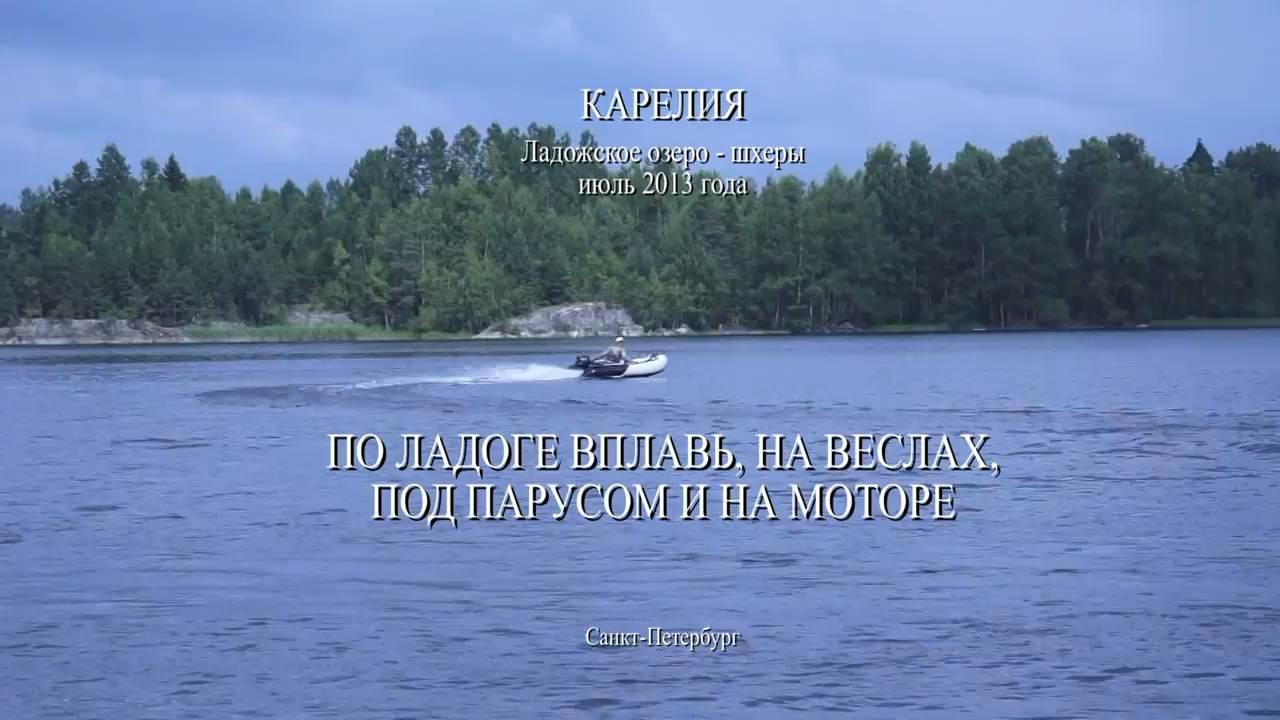 КАРЕЛИЯ
Ладожское озеро - шхеры
июль 2013 года
ПО ЛАДОГЕ ВПЛАВЬ, НА ВЕСЛАХ,
ПОД ПАРУСОМ И НА МОТОРЕ
Санкт-Петербург